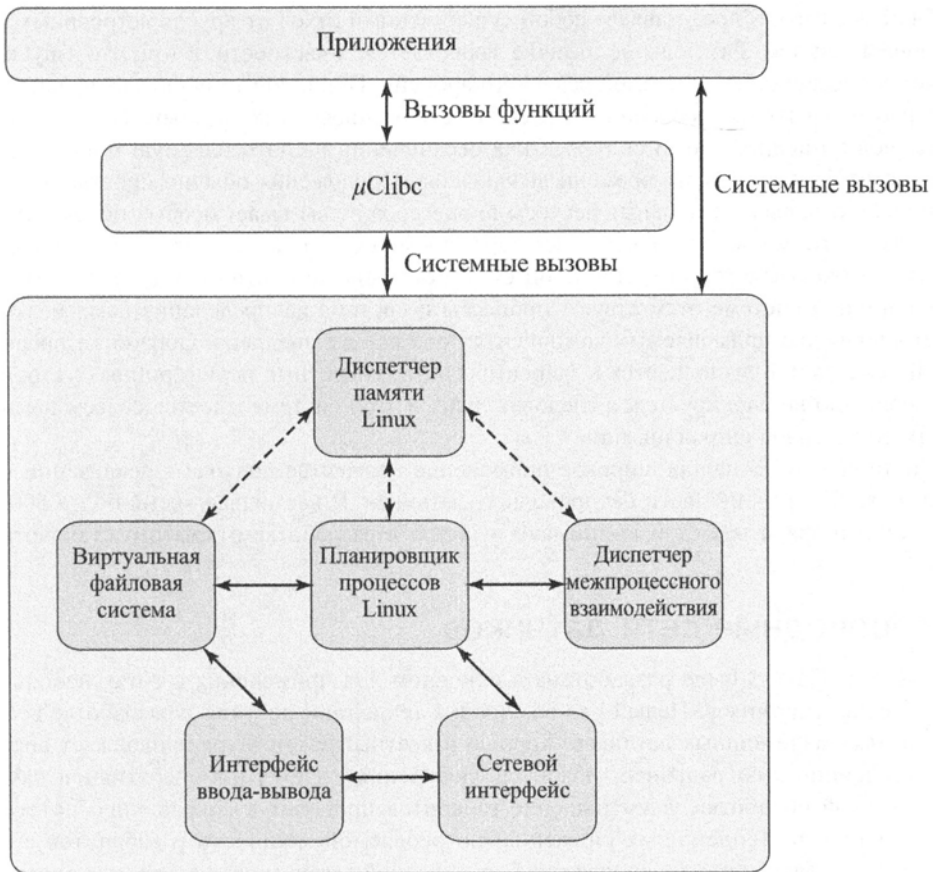 Приложения
Вызовы функций
μClibc
Системные вызовы
Системные вызовы
Диспетчер
памяти
Linux
Виртуальная
файловая
система
Планировщик
процессов
Linux
Диспетчер
межпроцессного
взаимодействия
Интерфейс
ввода-вывода
Сетевой
интерфейс